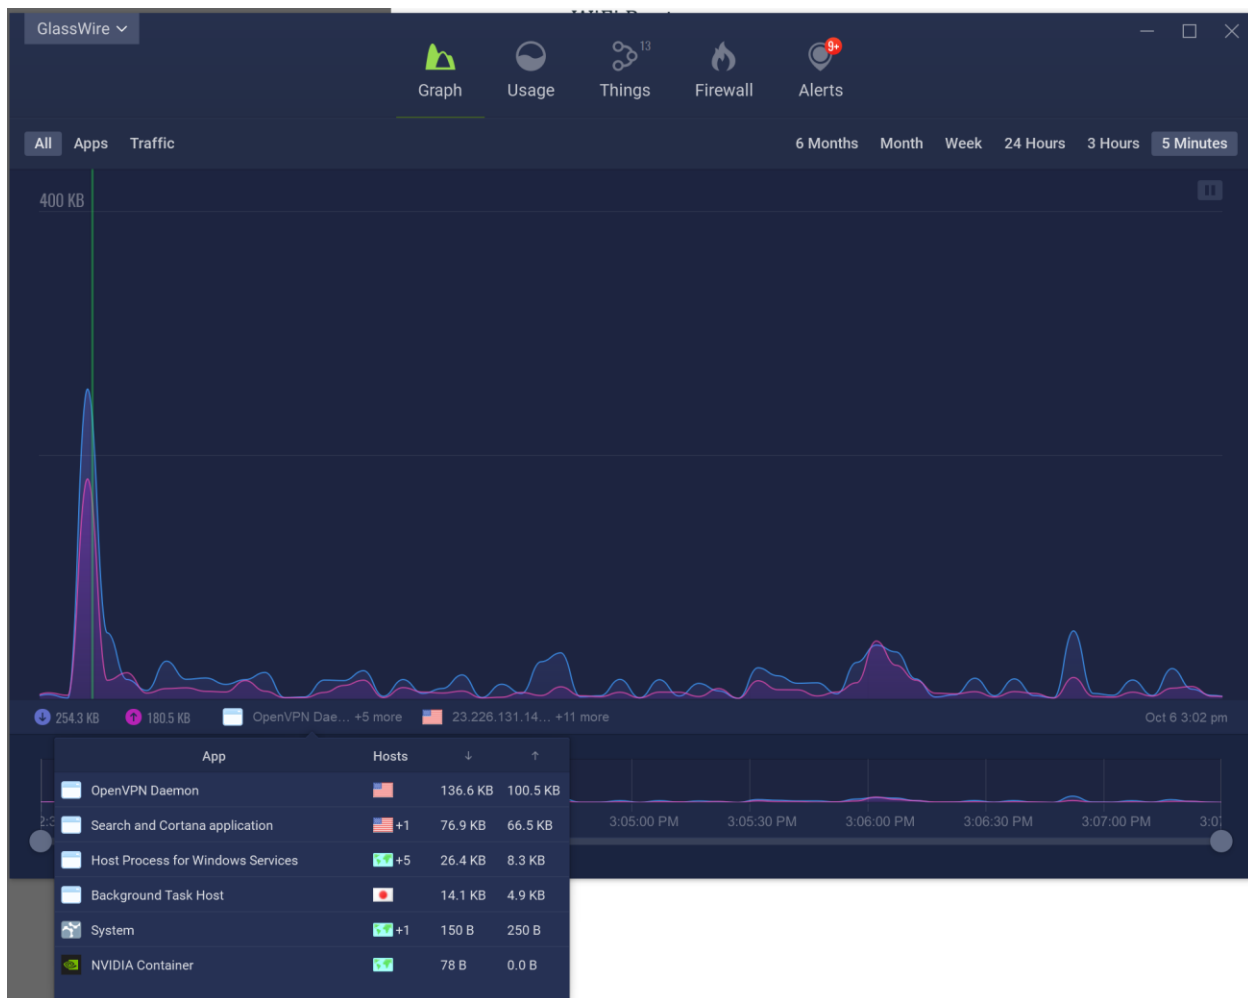 GlassWire
13
9+
Graph Usage Things Firewall Alerts
All Apps Traffic 6 Months Month Week 24 Hours 3 Hours 5 Minutes
400 KB
254.3 KB 180.5 KB OpenVPN Dae... +5 more 23.226.131.14... +11 more Oct 6 3:02 pm
App Hosts ↓ ↑
OpenVPN Daemon 136.6 KB 100.5 KB
Search and Cortana application +1 76.9 KB 66.5 KB
3:05:00 PM 3:05:30 PM 3:06:00 PM 3:06:30 PM 3:07:00 PM
Host Process for Windows Services +5 26.4 KB 8.3 KB
Background Task Host 14.1 KB 4.9 KB
System +1 150 B 250 B
NVIDIA Container 78 B 0.0 B